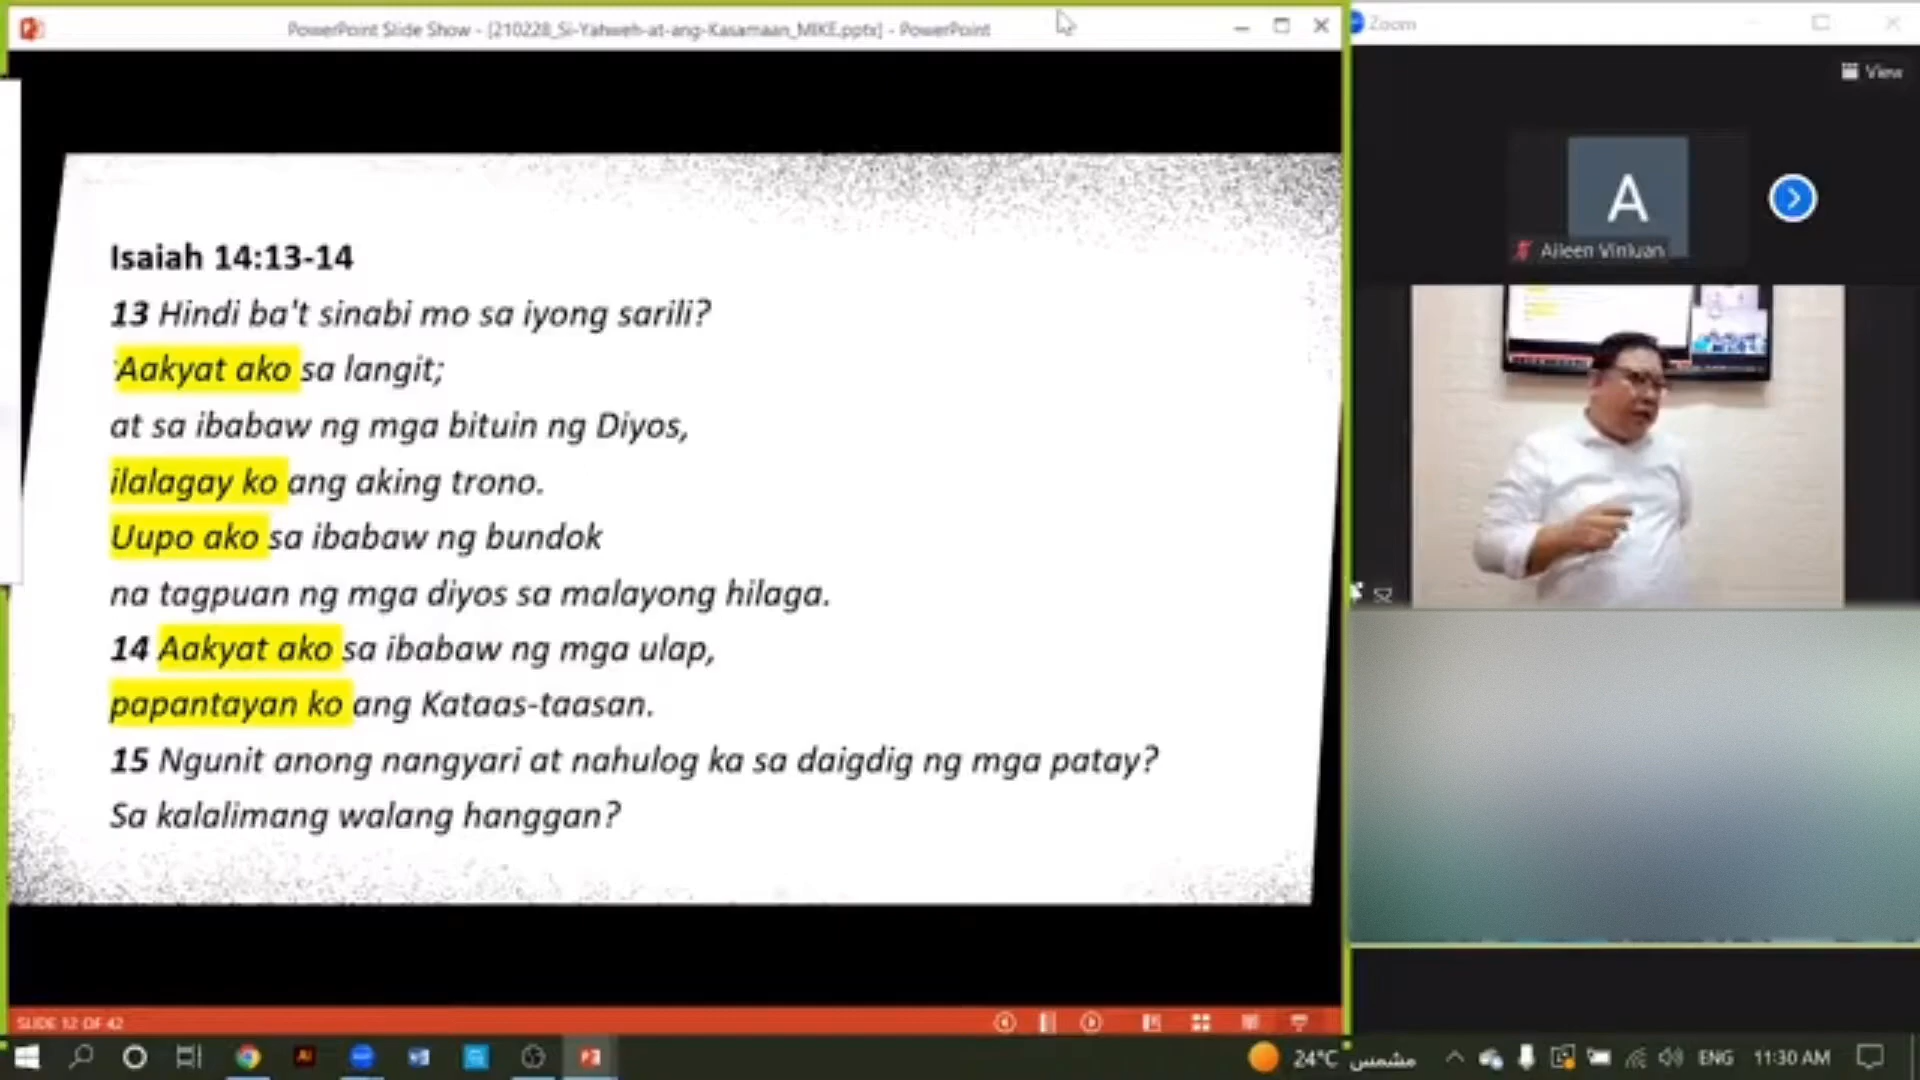 PowerPoint Slide Show - [210228_Si-Yahweh-at-ang-Kasamaan_MIKE.pptx] - PowerPoint
Zoom
View
A
Aileen Vinluan
Isaiah 14:13-14
13 Hindi ba't sinabi mo sa iyong sarili?
'Aakyat ako sa langit;
at sa ibabaw ng mga bituin ng Diyos,
ilalagay ko ang aking trono.
Uupo ako sa ibabaw ng bundok
na tagpuan ng mga diyos sa malayong hilaga.
14 Aakyat ako sa ibabaw ng mga ulap,
papantayan ko ang Kataas-taasan.
15 Ngunit anong nangyari at nahulog ka sa daigdig ng mga patay?
Sa kalalimang walang hanggan?
SLIDE 12 OF 42
Ai
24°C مشمس
ENG
11:30 AM